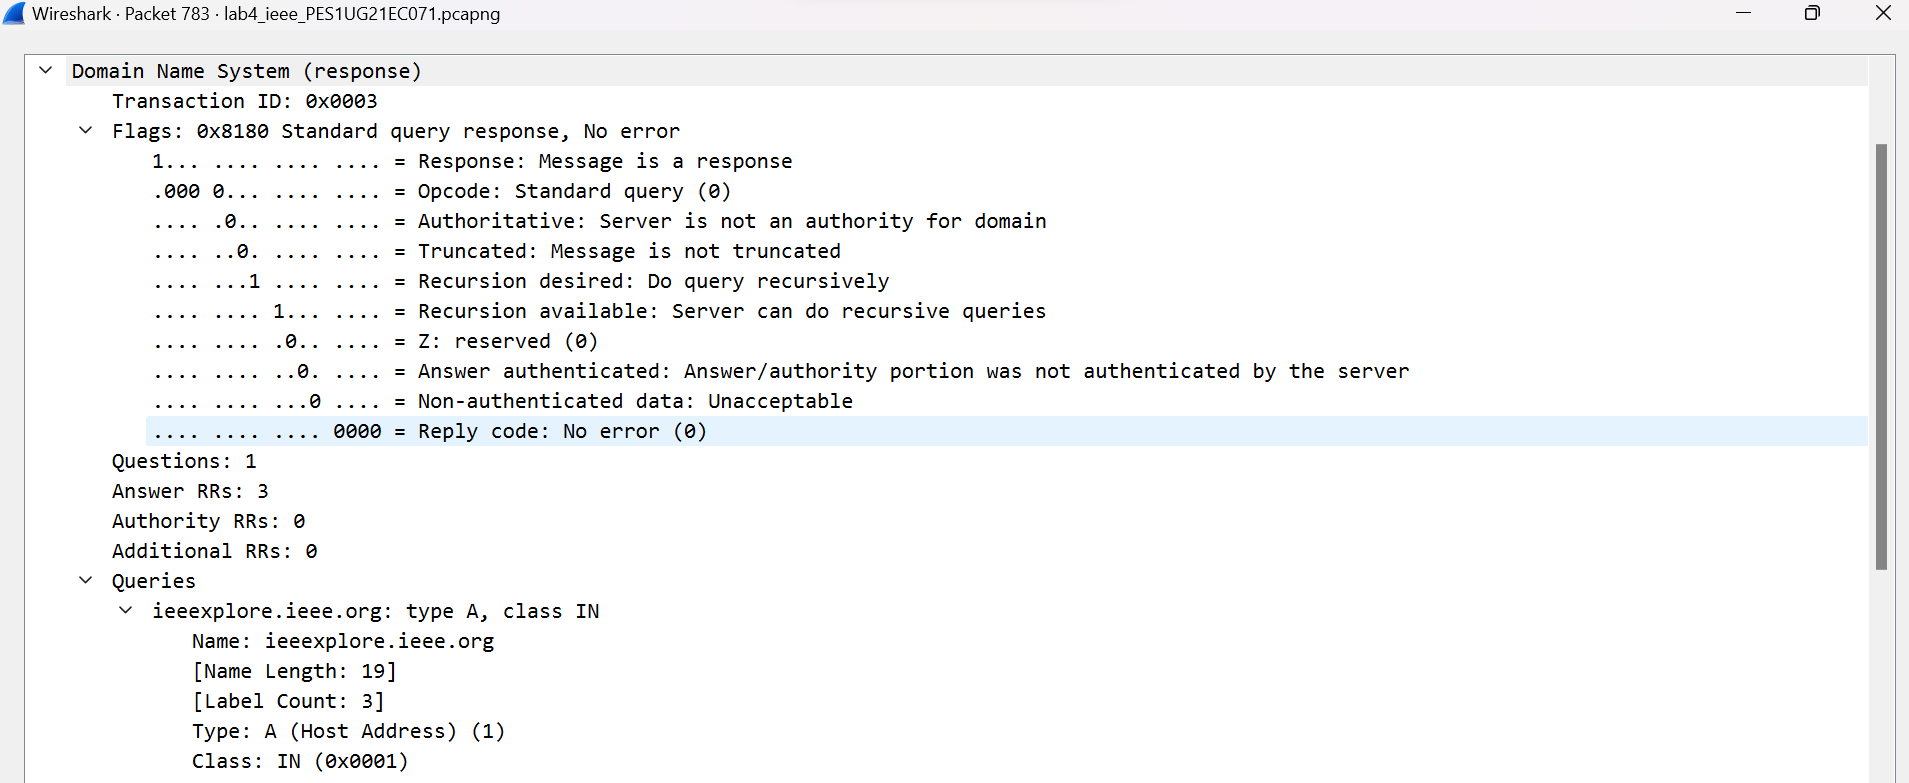 Wireshark · Packet 783 · lab4_ieee_PES1UG21EC071.pcapng
Domain Name System (response)
Transaction ID: 0x0003
Flags: 0x8180 Standard query response, No error
1... .... .... .... = Response: Message is a response
.000 0... .... .... = Opcode: Standard query (0)
.... .0.. .... .... = Authoritative: Server is not an authority for domain
.... ..0. .... .... = Truncated: Message is not truncated
.... ...1 .... .... = Recursion desired: Do query recursively
.... .... 1... .... = Recursion available: Server can do recursive queries
.... .... .0.. .... = Z: reserved (0)
.... .... ..0. .... = Answer authenticated: Answer/authority portion was not authenticated by the server
.... .... ...0 .... = Non-authenticated data: Unacceptable
.... .... .... 0000 = Reply code: No error (0)
Questions: 1
Answer RRs: 3
Authority RRs: 0
Additional RRs: 0
Queries
ieeexplore.ieee.org: type A, class IN
Name: ieeexplore.ieee.org
[Name Length: 19]
[Label Count: 3]
Type: A (Host Address) (1)
Class: IN (0x0001)